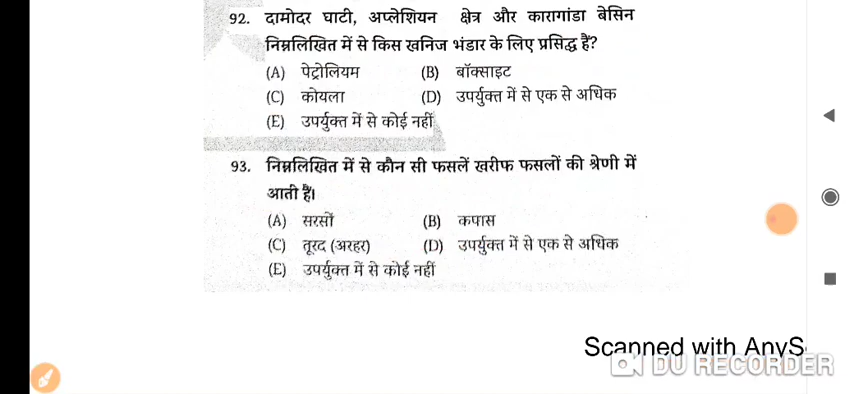 92. दामोदर घाटी, अप्लेशियन क्षेत्र और कारागांडा बेसिन
निम्नलिखित में से किस खनिज भंडार के लिए प्रसिद्ध हैं?
(A) पेट्रोलियम (B) बॉक्साइट
(C) कोयला (D) उपर्युक्त में से एक से अधिक
(E) उपर्युक्त में से कोई नहीं
93. निम्नलिखित में से कौन सी फसलें खरीफ फसलों की श्रेणी में
आती हैं।
(A) सरसों (B) कपास
(C) तूरद (अरहर) (D) उपर्युक्त में से एक से अधिक
(E) उपर्युक्त में से कोई नहीं
Scanned with AnyS
DU RECORDER